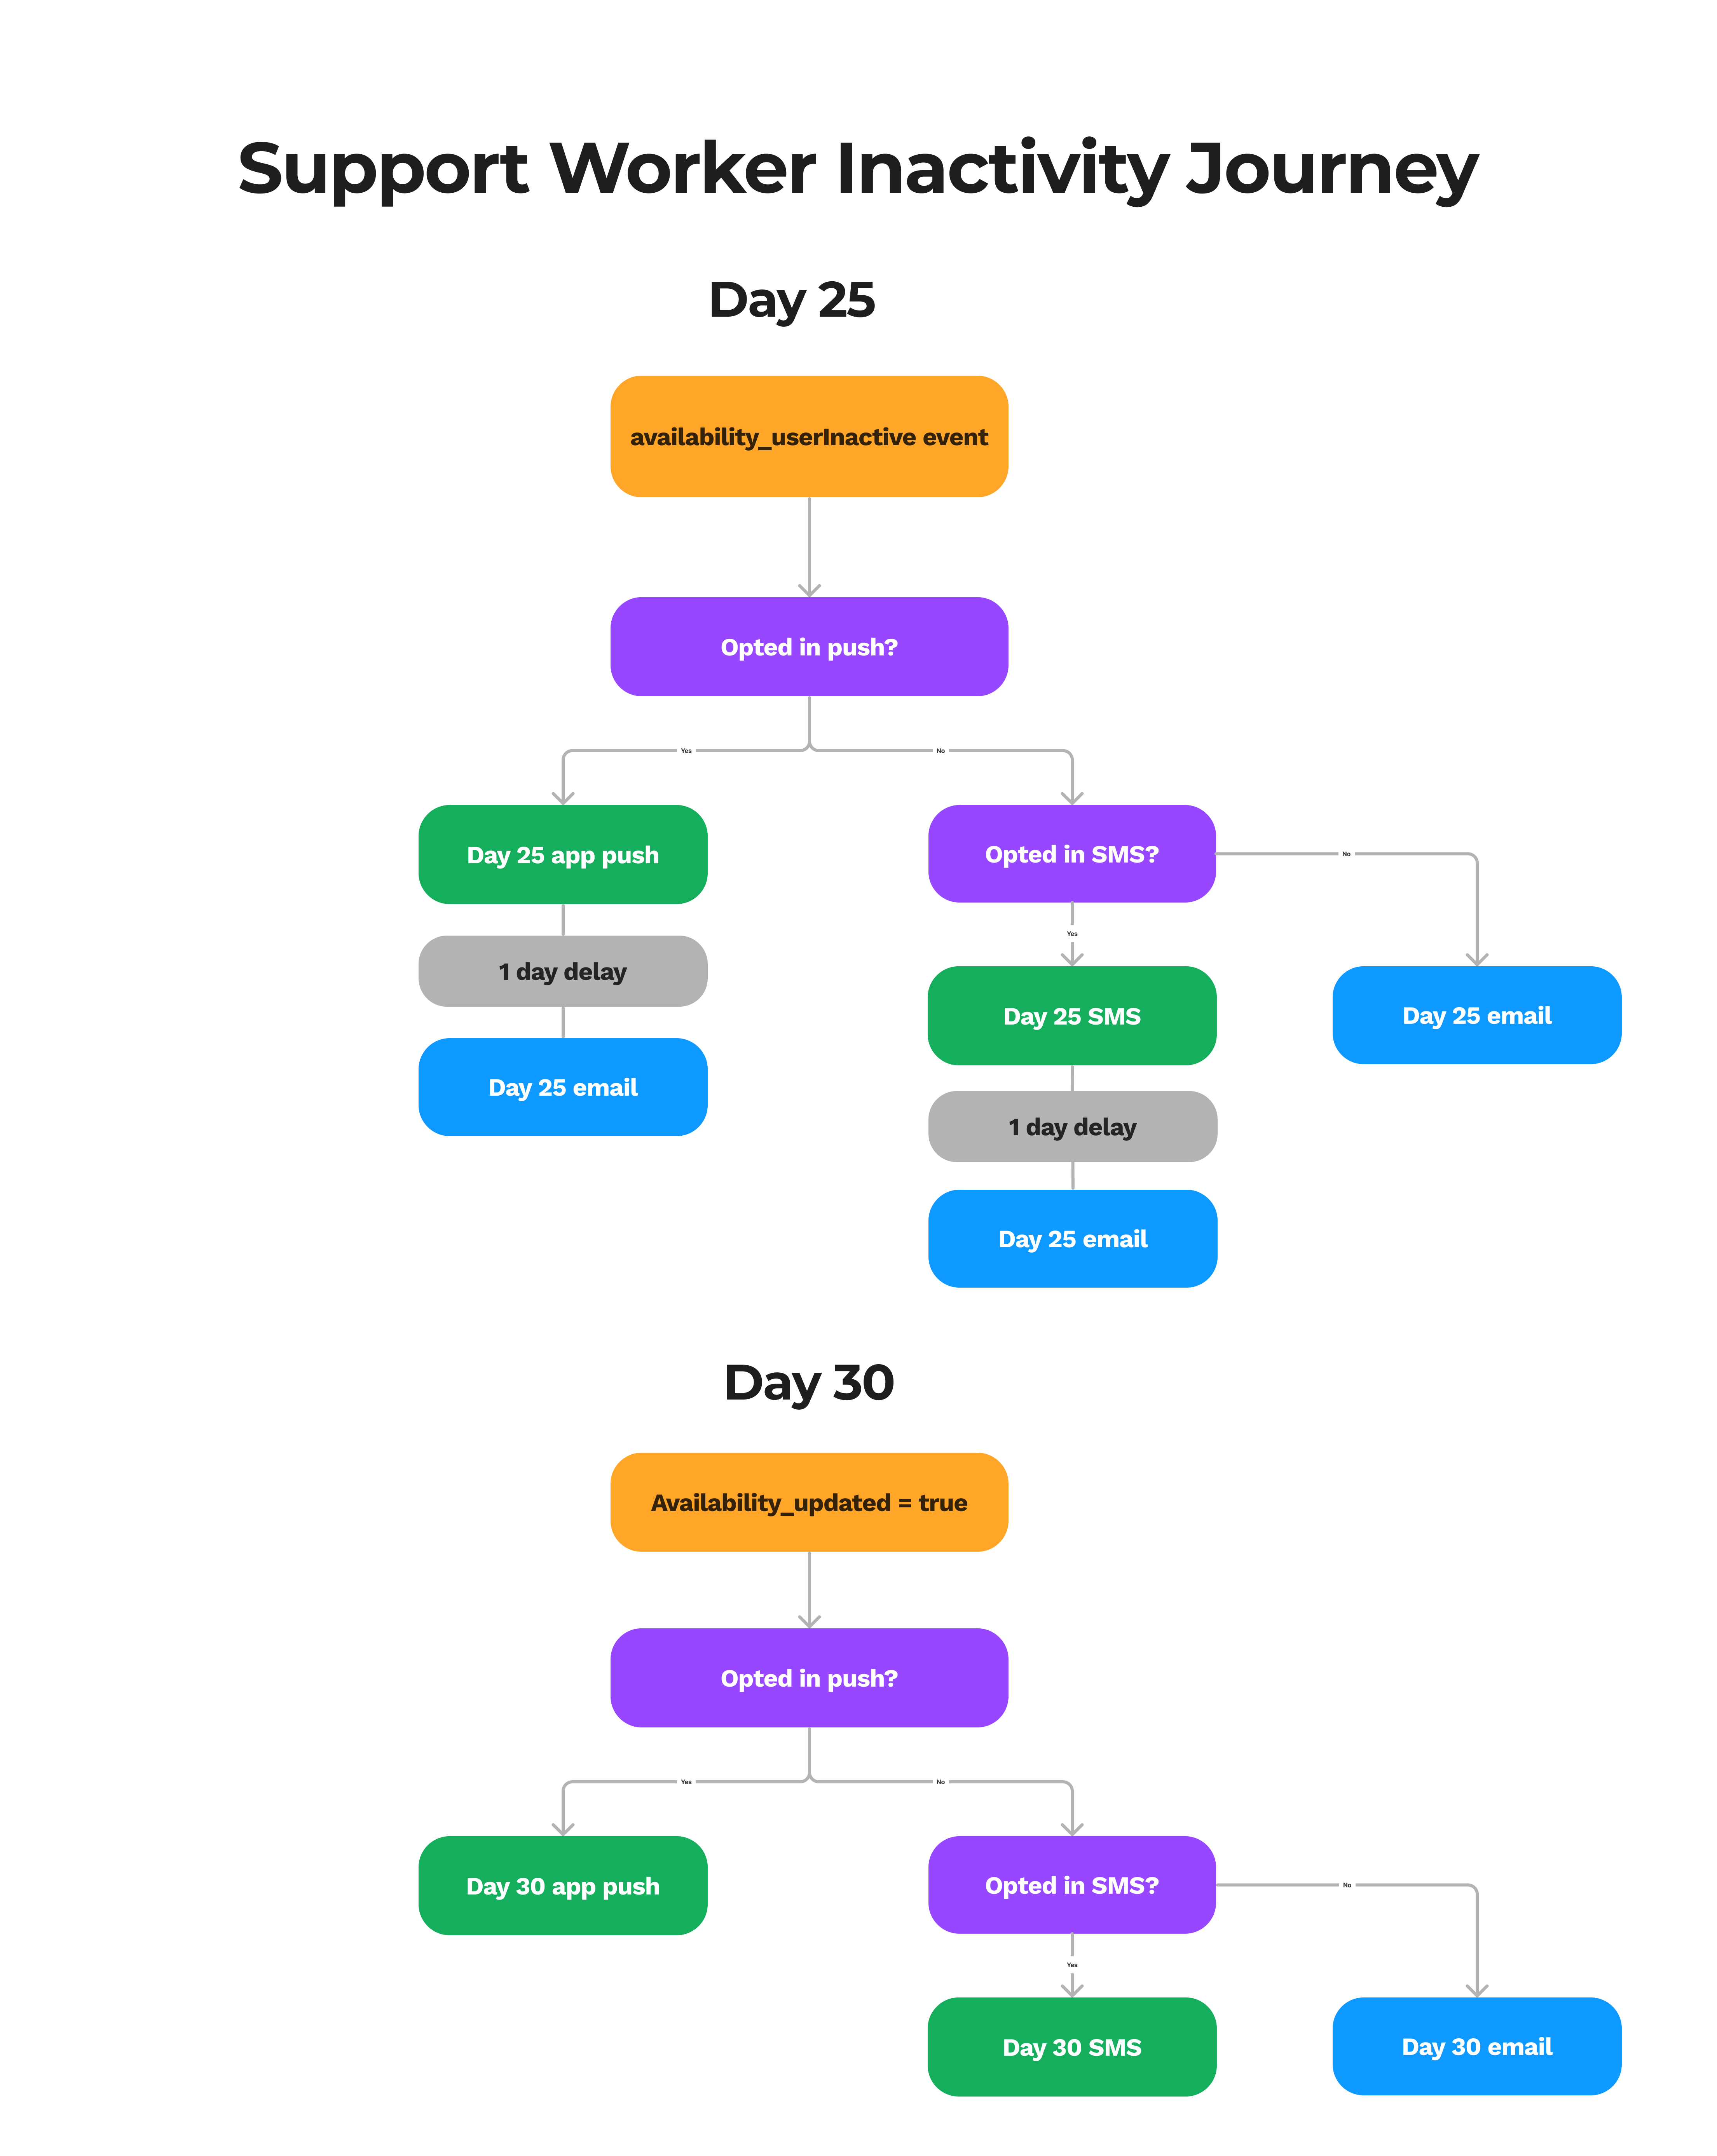 Support Worker Inactivity Journey
Day 25
availability_userInactive event
Opted in push?
Yes
No
Day 25 app push
Opted in SMS?
No
Yes
1 day delay
Day 25 SMS
Day 25 email
Day 25 email
1 day delay
Day 25 email
Day 30
Availability_updated = true
Opted in push?
Yes
No
Day 30 app push
Opted in SMS?
No
Yes
Day 30 SMS
Day 30 email